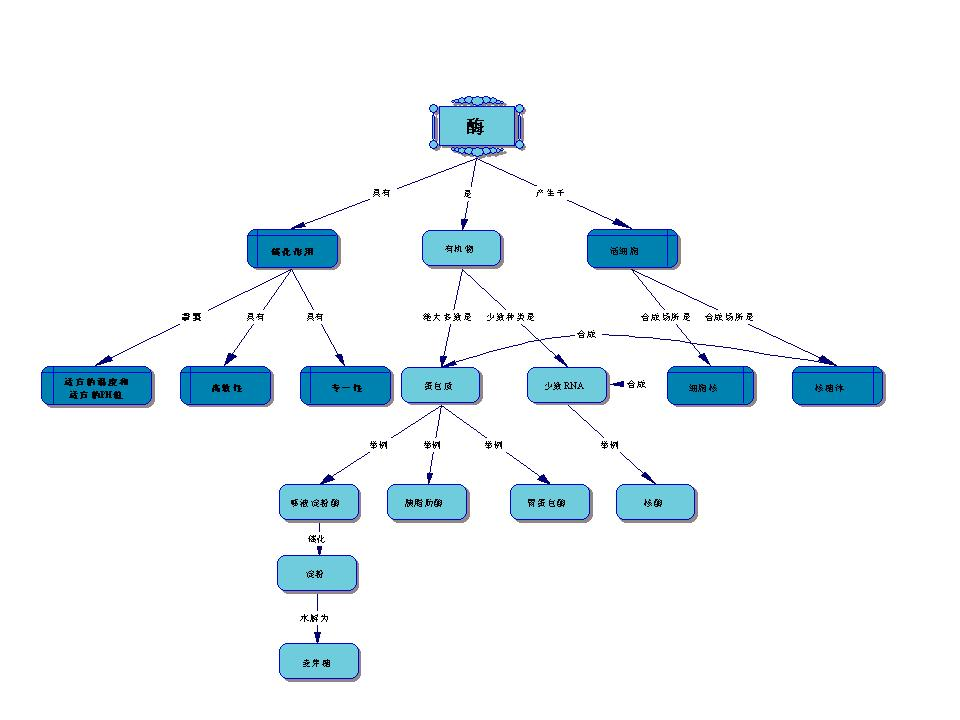 酶
具有
是
产生于
催化作用
有机物
活细胞
需要
具有
具有
绝大多数是
少数种类是
合成场所是
合成场所是
合成
适宜的温度和
适宜的PH值
高效性
专一性
蛋白质
少数RNA
合成
细胞核
核糖体
举例
举例
举例
举例
唾液淀粉酶
胰脂肪酶
胃蛋白酶
核酶
催化
淀粉
水解为
麦芽糖